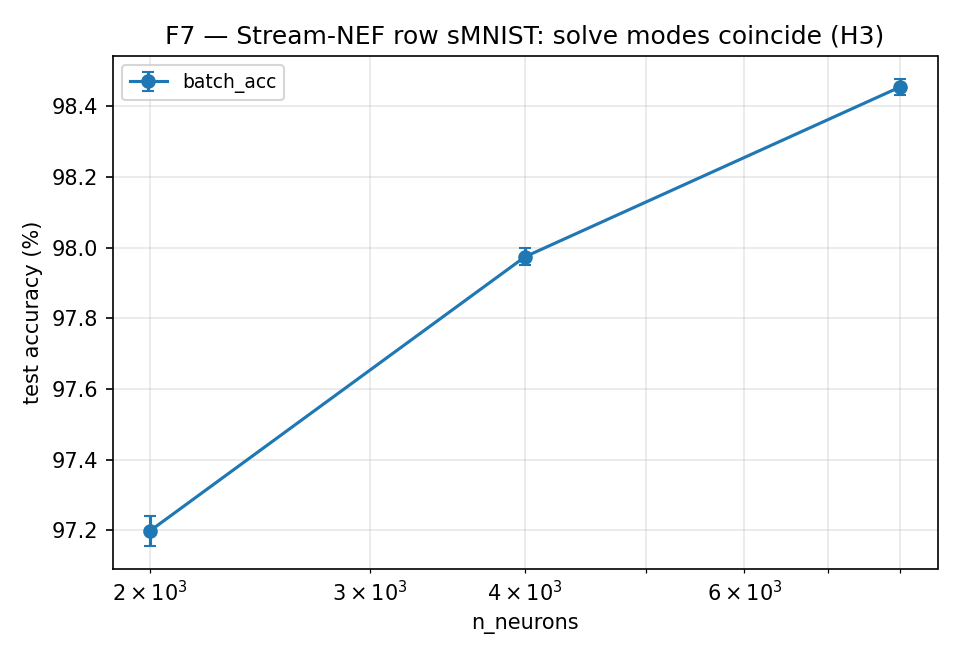 F7 — Stream-NEF row sMNIST: solve modes coincide (H3)
batch_acc
98.4
98.2
98.0
97.8
97.6
97.4
97.2
test accuracy (%)
2 × 10³
3 × 10³
4 × 10³
6 × 10³
n_neurons